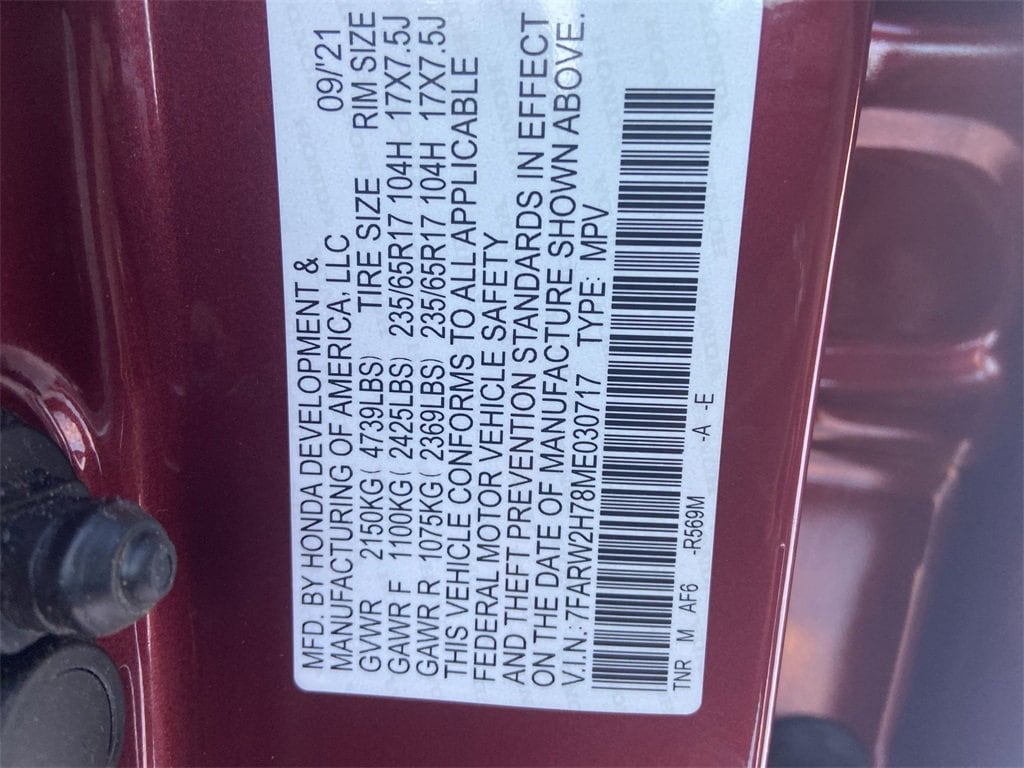 MFD. BY HONDA DEVELOPMENT &
MANUFACTURING OF AMERICA, LLC 09/'21
GVWR 2150KG( 4739LBS) TIRE SIZE RIM SIZE
GAWR F 1100KG( 2425LBS) 235/65R17 104H 17X7.5J
GAWR R 1075KG( 2369LBS) 235/65R17 104H 17X7.5J
THIS VEHICLE CONFORMS TO ALL APPLICABLE
FEDERAL MOTOR VEHICLE SAFETY
AND THEFT PREVENTION STANDARDS IN EFFECT
ON THE DATE OF MANUFACTURE SHOWN ABOVE.
V.I.N.: 7FARW2H78ME030717 TYPE: MPV
TNR M AF6 -R569M -A -E